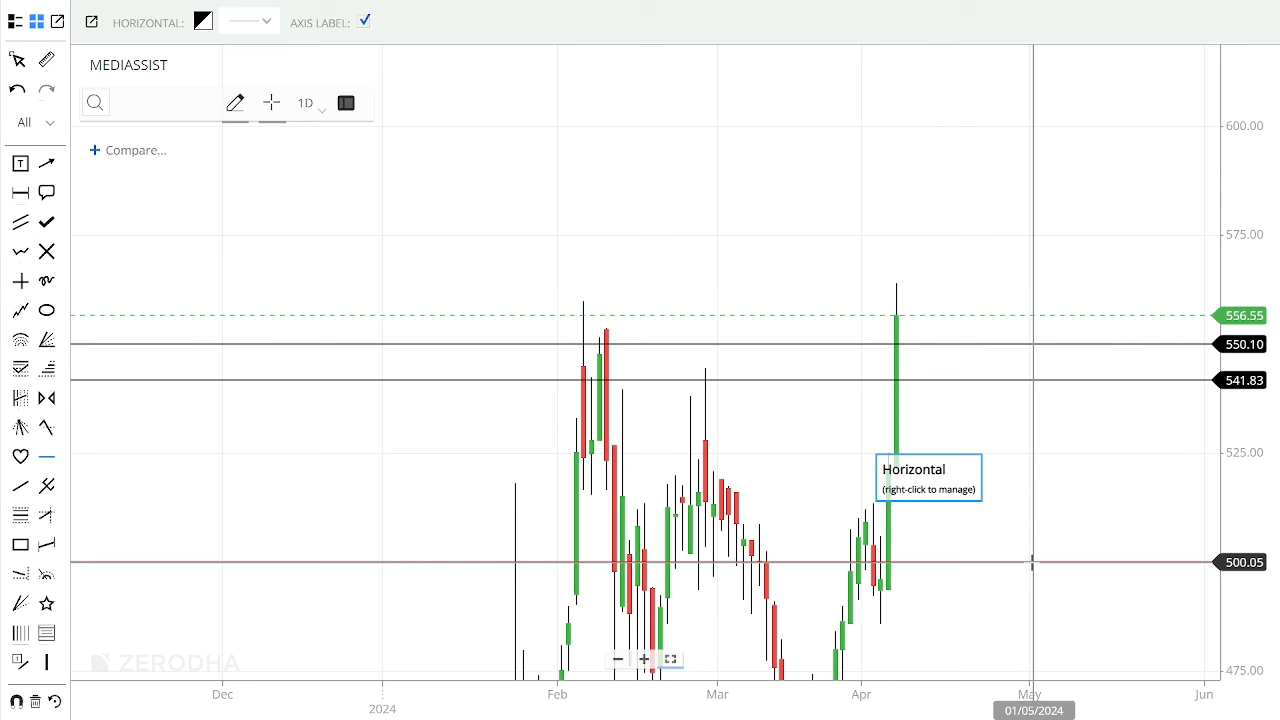 HORIZONTAL:
AXIS LABEL:
MEDIASSIST
1D
All
+ Compare...
T
600.00
575.00
556.55
550.10
541.83
525.00
Horizontal
(right-click to manage)
500.05
475.00
ZERODHA
Dec
2024
Feb
Mar
Apr
May
Jun
01/05/2024